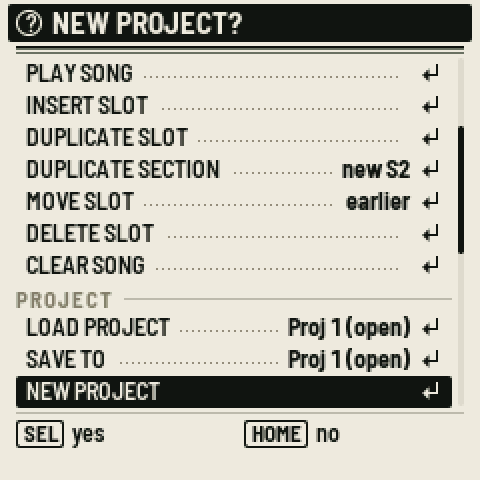 ? NEW PROJECT?
PLAY SONG
INSERT SLOT
DUPLICATE SLOT
DUPLICATE SECTION new S2
MOVE SLOT earlier
DELETE SLOT
CLEAR SONG
PROJECT
LOAD PROJECT Proj 1 (open)
SAVE TO Proj 1 (open)
NEW PROJECT
SEL yes HOME no